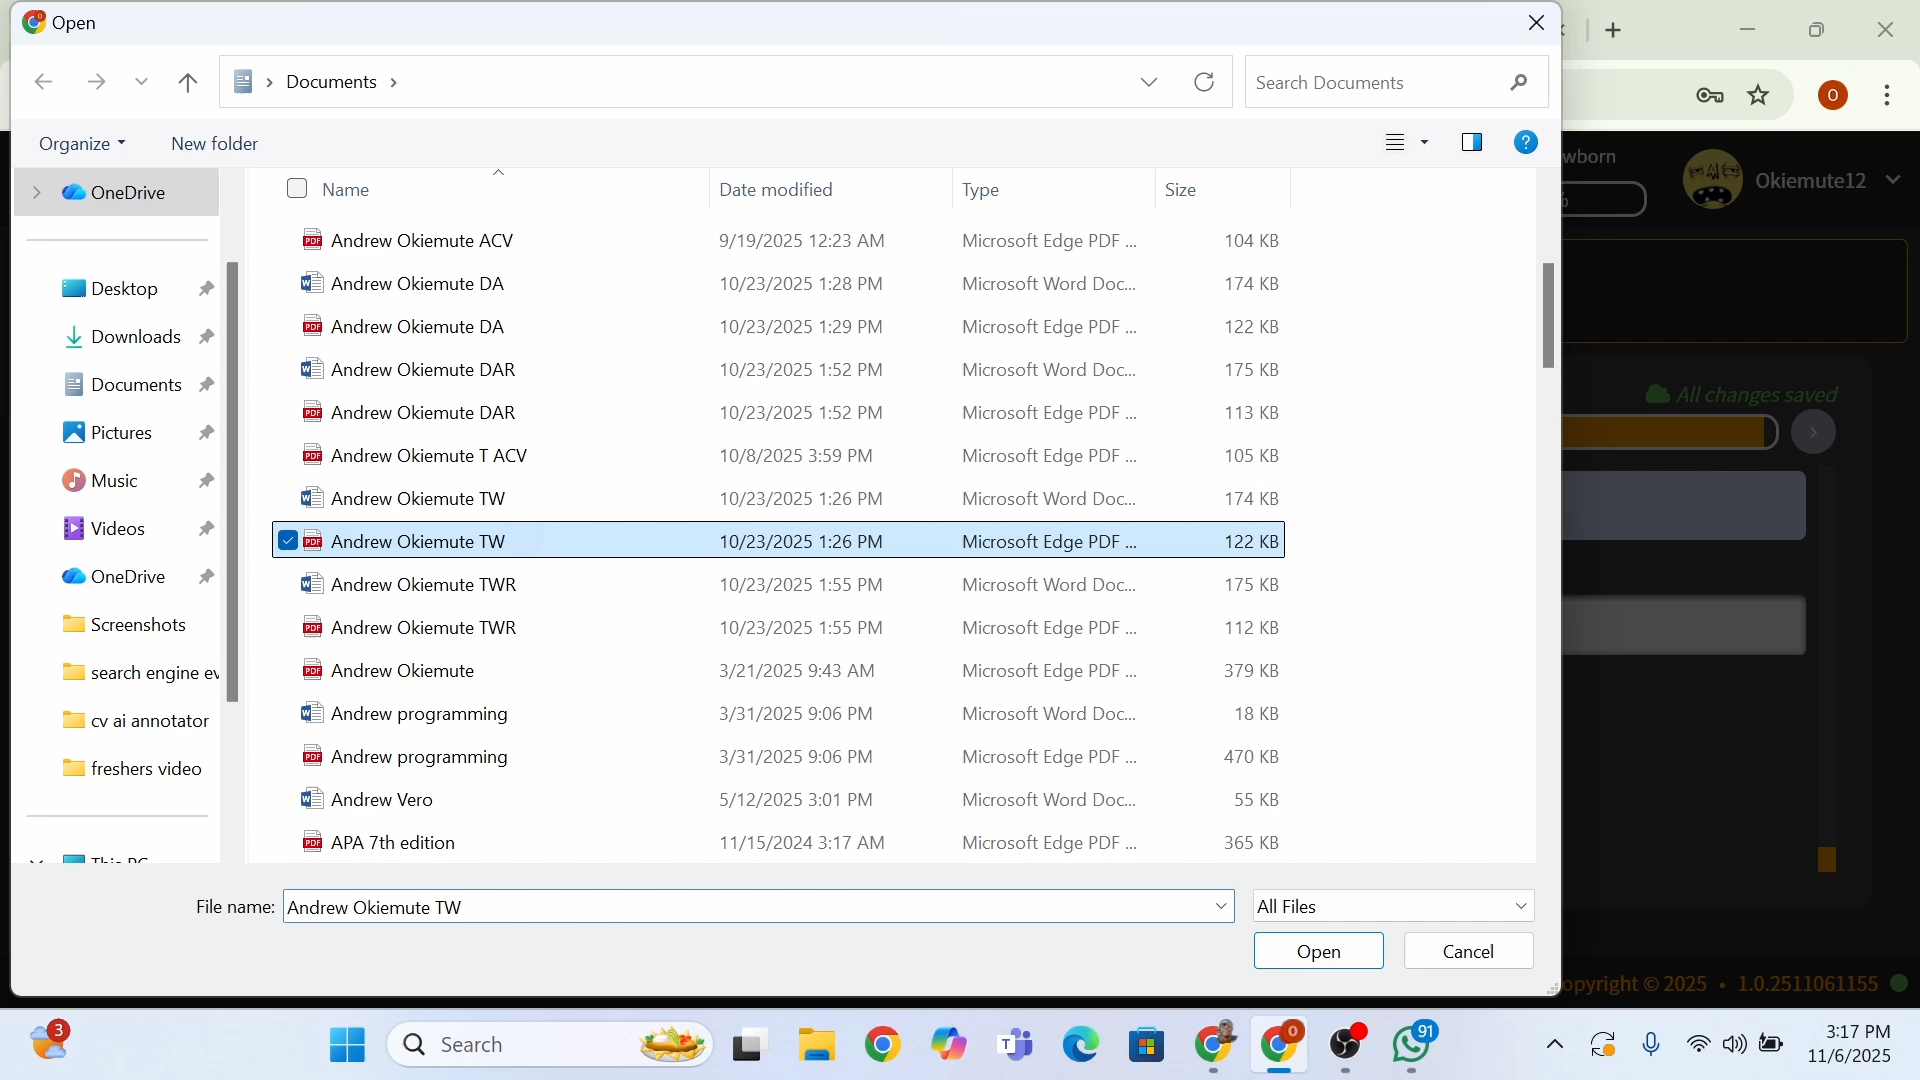 Open
Documents
Search Documents
Organize
New folder
OneDrive
Desktop
Downloads
Documents
Pictures
Music
Videos
OneDrive
Screenshots
search engine ev
cv ai annotator
freshers video
This PC
Name Date modified Type Size
Andrew Okiemute ACV 9/19/2025 12:23 AM Microsoft Edge PDF ... 104 KB
Andrew Okiemute DA 10/23/2025 1:28 PM Microsoft Word Doc... 174 KB
Andrew Okiemute DA 10/23/2025 1:29 PM Microsoft Edge PDF ... 122 KB
Andrew Okiemute DAR 10/23/2025 1:52 PM Microsoft Word Doc... 175 KB
Andrew Okiemute DAR 10/23/2025 1:52 PM Microsoft Edge PDF ... 113 KB
Andrew Okiemute T ACV 10/8/2025 3:59 PM Microsoft Edge PDF ... 105 KB
Andrew Okiemute TW 10/23/2025 1:26 PM Microsoft Word Doc... 174 KB
Andrew Okiemute TW 10/23/2025 1:26 PM Microsoft Edge PDF ... 122 KB
Andrew Okiemute TWR 10/23/2025 1:55 PM Microsoft Word Doc... 175 KB
Andrew Okiemute TWR 10/23/2025 1:55 PM Microsoft Edge PDF ... 112 KB
Andrew Okiemute 3/21/2025 9:43 AM Microsoft Edge PDF ... 379 KB
Andrew programming 3/31/2025 9:06 PM Microsoft Word Doc... 18 KB
Andrew programming 3/31/2025 9:06 PM Microsoft Edge PDF ... 470 KB
Andrew Vero 5/12/2025 3:01 PM Microsoft Word Doc... 55 KB
APA 7th edition 11/15/2024 3:17 AM Microsoft Edge PDF ... 365 KB
File name: Andrew Okiemute TW All Files
Open Cancel
wborn
%
Okiemute12
O
All changes saved
opyright © 2025 • 1.0.2511061155
3
Search
0
91
3:17 PM
11/6/2025